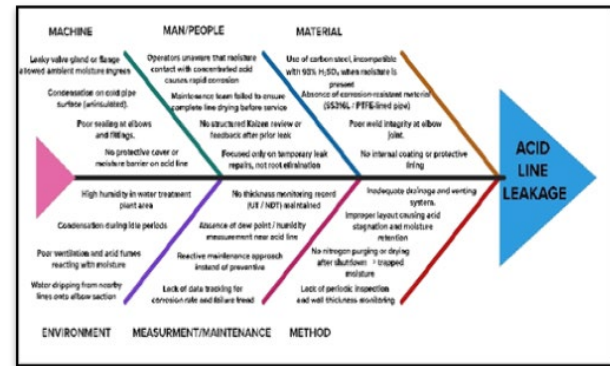 MACHINE
MAN/PEOPLE
MATERIAL
Leaky valve gland or flange
allowed ambient moisture ingress
Condensation on cold pipe
surface (uninsulated).
Poor sealing at elbows
and fittings.
No protective cover or
moisture barrier on acid line
Operators unaware that moisture
contact with concentrated acid
causes rapid corrosion
Maintenance team failed to ensure
complete line drying before service
No structured Kaizen review or
feedback after prior leak
Focused only on temporary leak
repairs, not root elimination
Use of carbon steel, incompatible
with 98% H₂SO₄ when moisture is
present
Absence of corrosion-resistant material
(SS316L / PTFE-lined pipe)
Poor weld integrity at elbow
joint.
No internal coating or protective
lining
ACID
LINE
LEAKAGE
High humidity in water treatment
plant area
Condensation during idle periods
Poor ventilation and acid fumes
reacting with moisture
Water dripping from nearby
lines onto elbow section
No thickness monitoring record
(UT / NDT) maintained
Absence of dew point / humidity
measurement near acid line
Reactive maintenance approach
instead of preventive
Lack of data tracking for
corrosion rate and failure trend
Inadequate drainage and venting
system.
Improper layout causing acid
stagnation and moisture
retention
No nitrogen purging or drying
after shutdown trapped
moisture
Lack of periodic inspection
and wall thickness monitoring
ENVIRONMENT
MEASURMENT/MAINTENANCE
METHOD